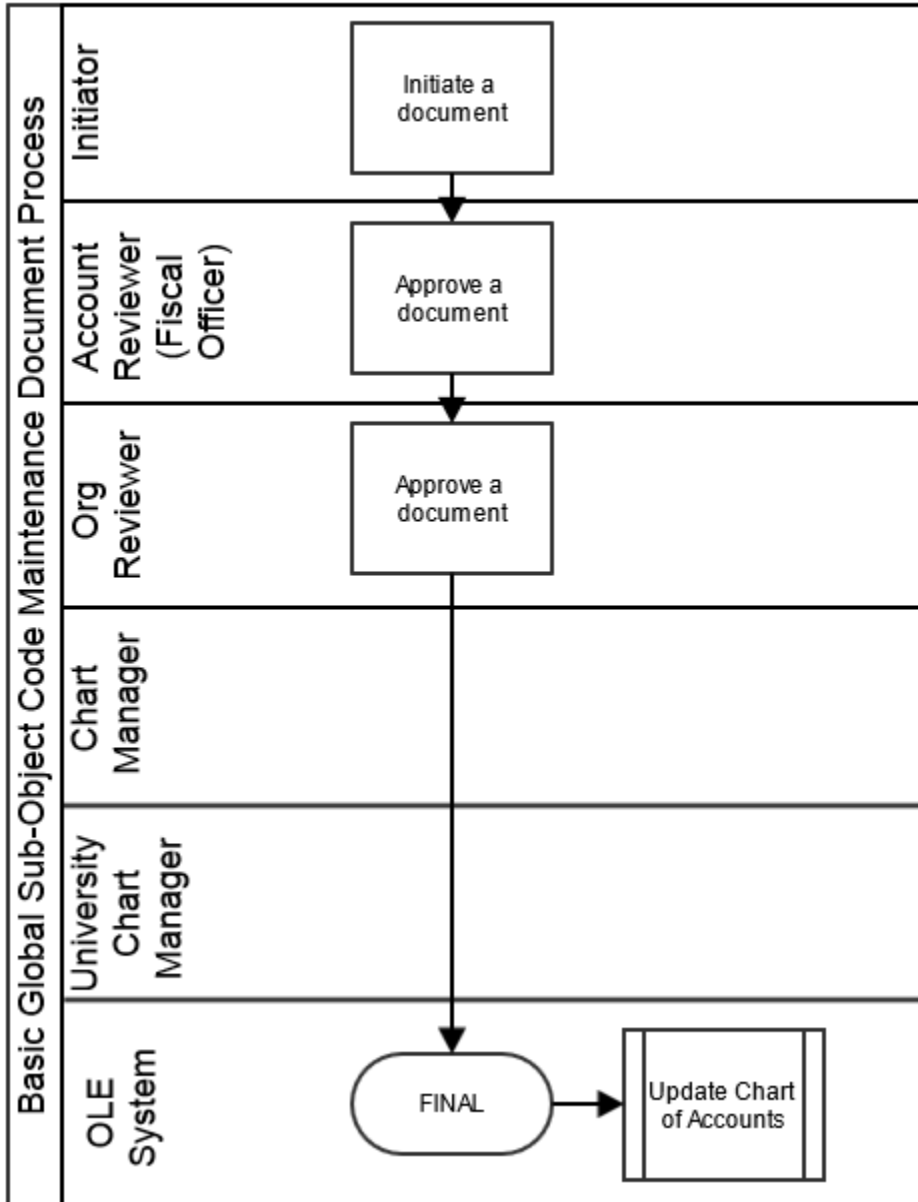 Basic Global Sub-Object Code Maintenance Document Process
Initiator
Initiate a
document
Account
Reviewer
(Fiscal
Officer)
Approve a
document
Org
Reviewer
Approve a
document
Chart
Manager
University
Chart
Manager
OLE
System
FINAL
Update Chart
of Accounts